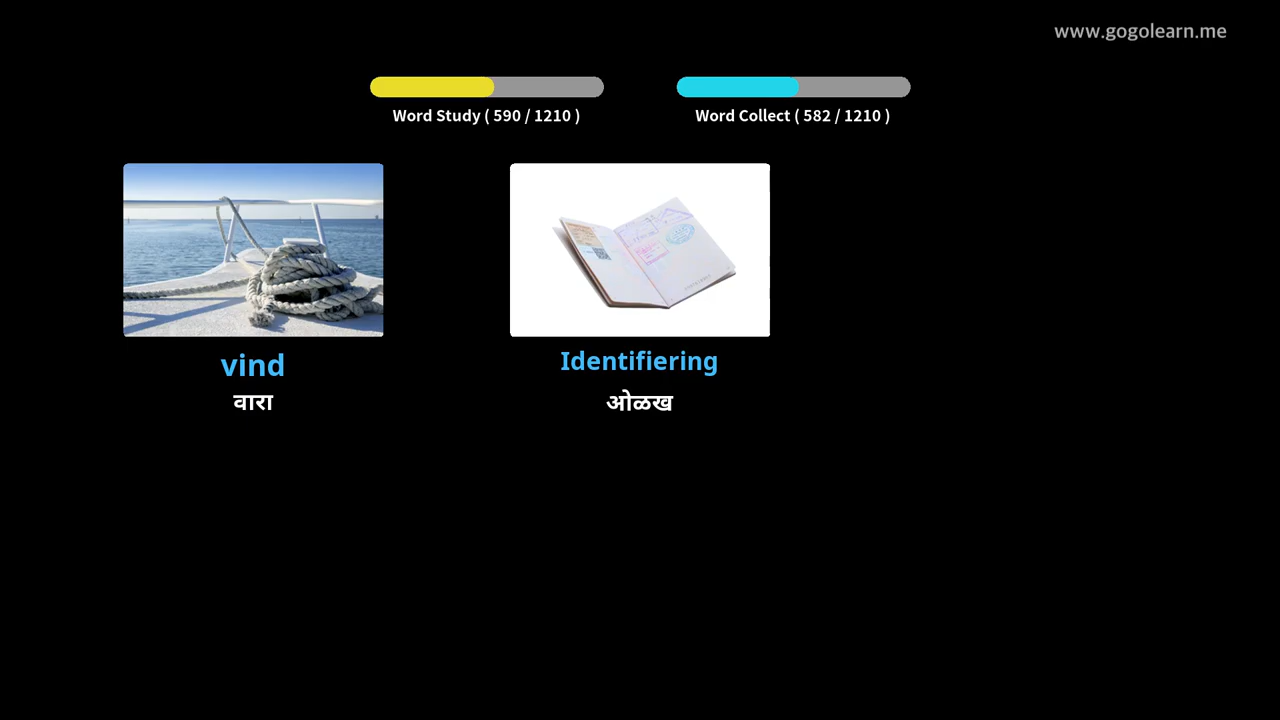 www.gogolearn.me
Word Study ( 590 / 1210 )
Word Collect ( 582 / 1210 )
vind
वारा
Identifiering
ओळख